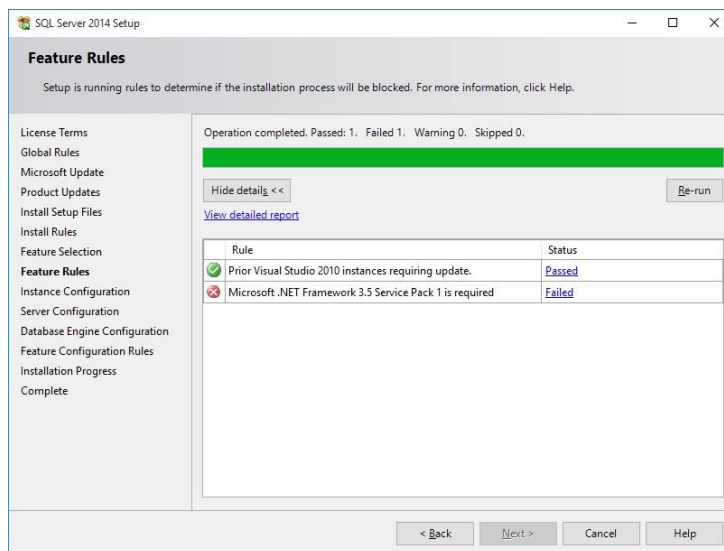 SQL Server 2014 Setup
Feature Rules
Setup is running rules to determine if the installation process will be blocked. For more information, click Help.
License Terms
Global Rules
Microsoft Update
Product Updates
Install Setup Files
Install Rules
Feature Selection
Feature Rules
Instance Configuration
Server Configuration
Database Engine Configuration
Feature Configuration Rules
Installation Progress
Complete
Operation completed. Passed: 1. Failed 1. Warning 0. Skipped 0.
Hide details << Re-run
View detailed report
Rule Status
Prior Visual Studio 2010 instances requiring update. Passed
Microsoft .NET Framework 3.5 Service Pack 1 is required Failed
< Back Next > Cancel Help